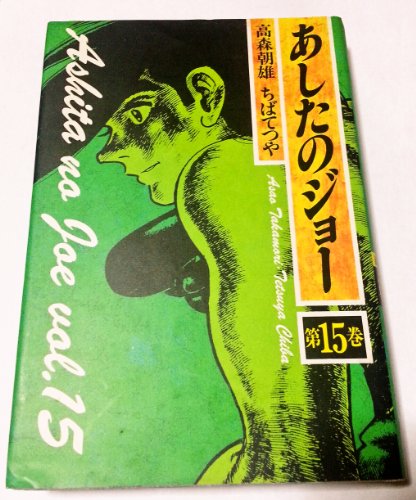 あしたのジョー
高森朝雄 ちばてつや
Asao Takamori Tetsuya Chiba
第15巻
Ashita no Joe vol.15